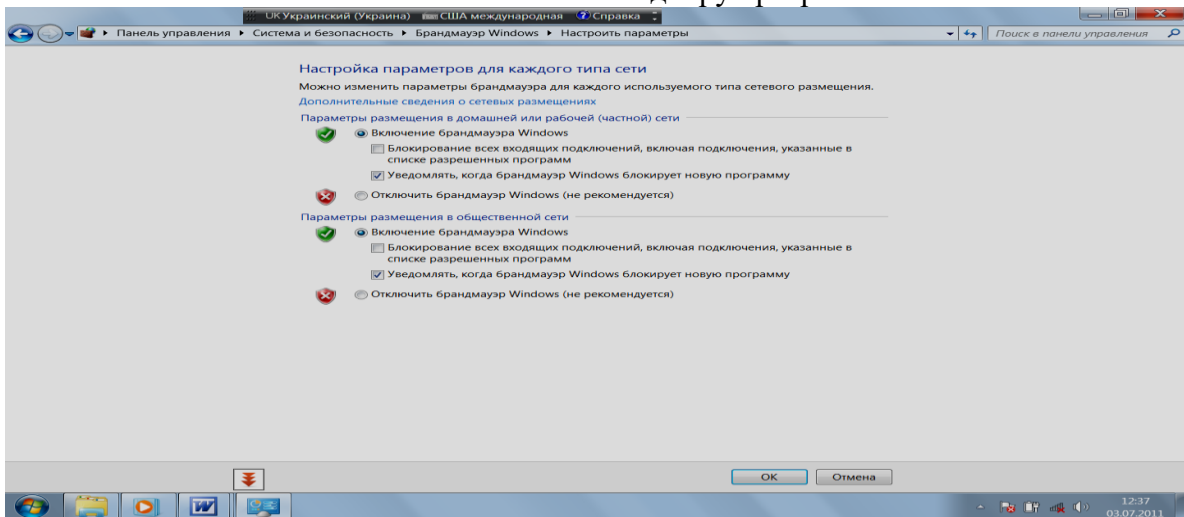 UK Украинский (Украина) США международная Справка
Панель управления Система и безопасность Брандмауэр Windows Настроить параметры Поиск в панели управления
Настройка параметров для каждого типа сети
Можно изменить параметры брандмауэра для каждого используемого типа сетевого размещения.
Дополнительные сведения о сетевых размещениях
Параметры размещения в домашней или рабочей (частной) сети
Включение брандмауэра Windows
Блокирование всех входящих подключений, включая подключения, указанные в
списке разрешенных программ
Уведомлять, когда брандмауэр Windows блокирует новую программу
Отключить брандмауэр Windows (не рекомендуется)
Параметры размещения в общественной сети
Включение брандмауэра Windows
Блокирование всех входящих подключений, включая подключения, указанные в
списке разрешенных программ
Уведомлять, когда брандмауэр Windows блокирует новую программу
Отключить брандмауэр Windows (не рекомендуется)
OK Отмена
12:37
03.07.2011